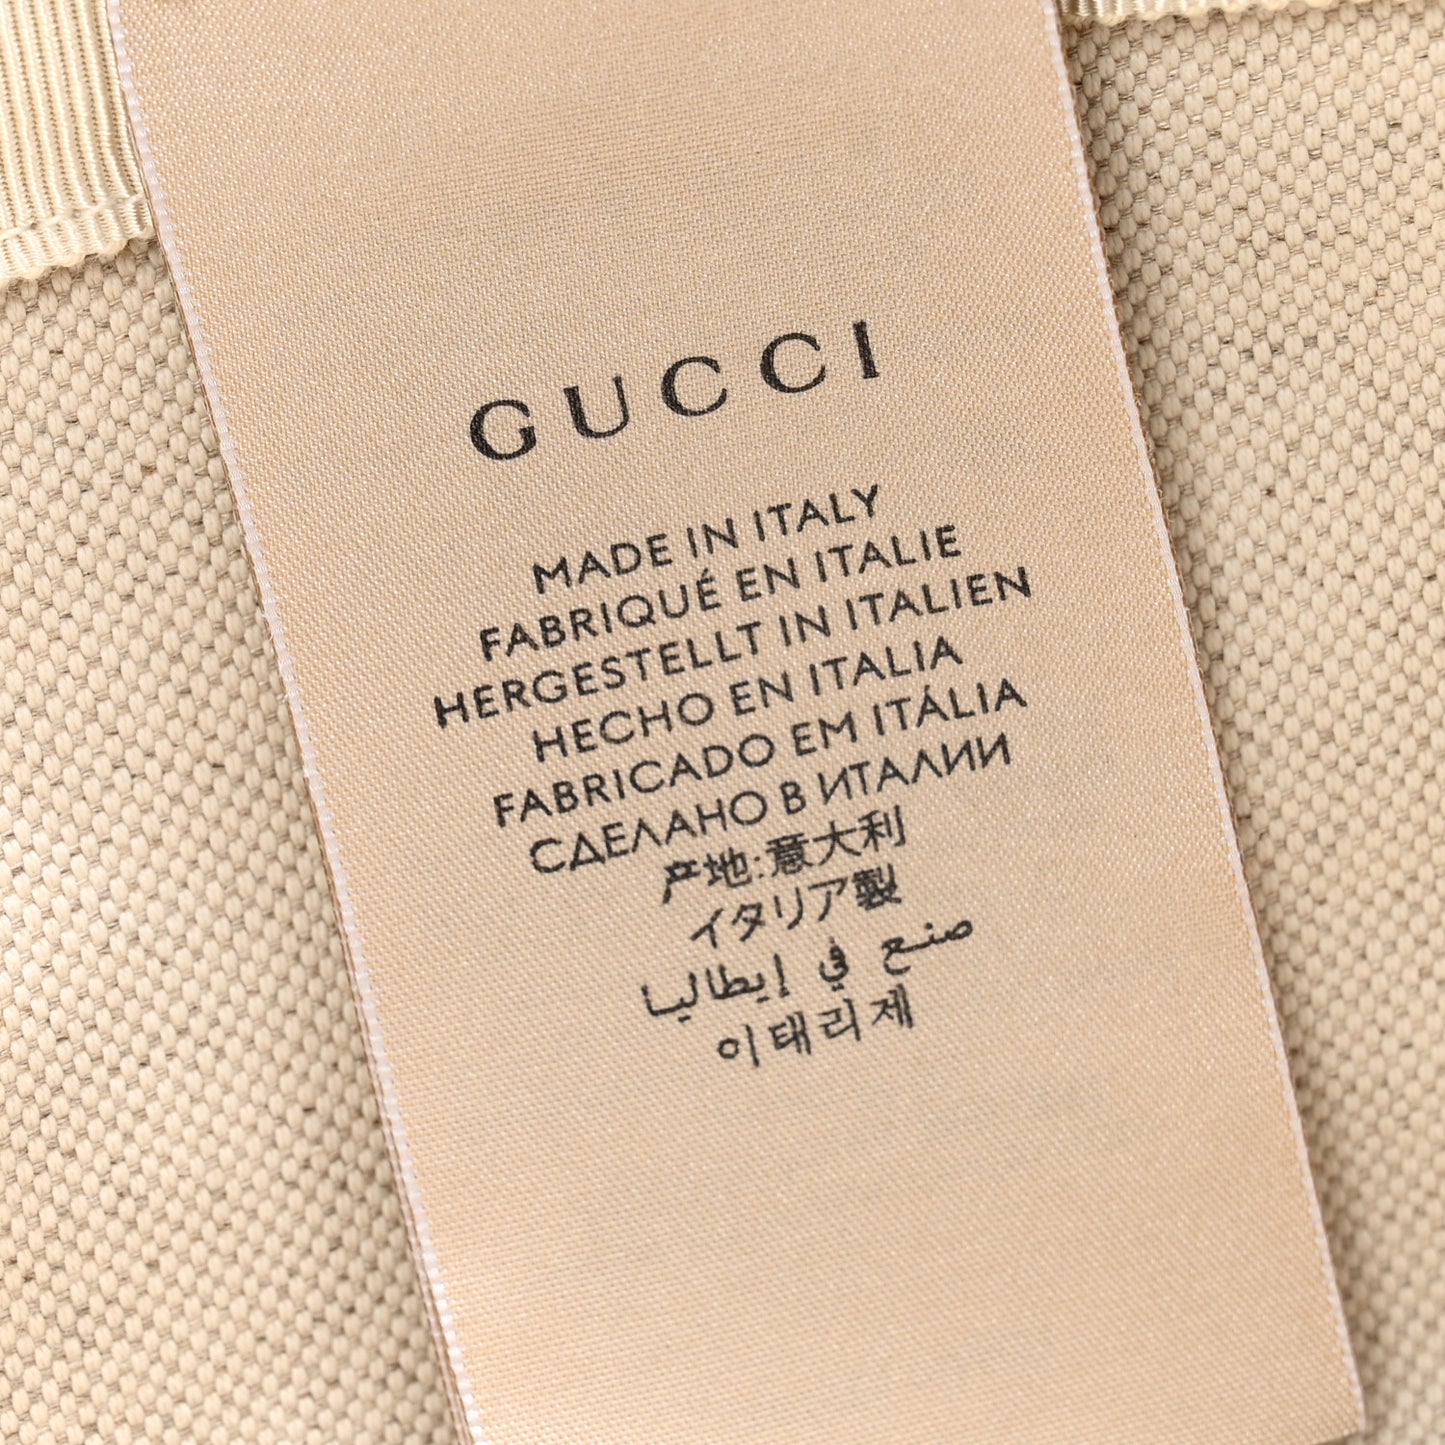 GUCCI
MADE IN ITALY
FABRIQUÉ EN ITALIE
HERGESTELLT IN ITALIEN
HECHO EN ITALIA
FABRICADO EM ITÁLIA
СДЕЛАНО В ИТАЛИИ
产地:意大利
イタリア製
صنع في إيطاليا
이태리제